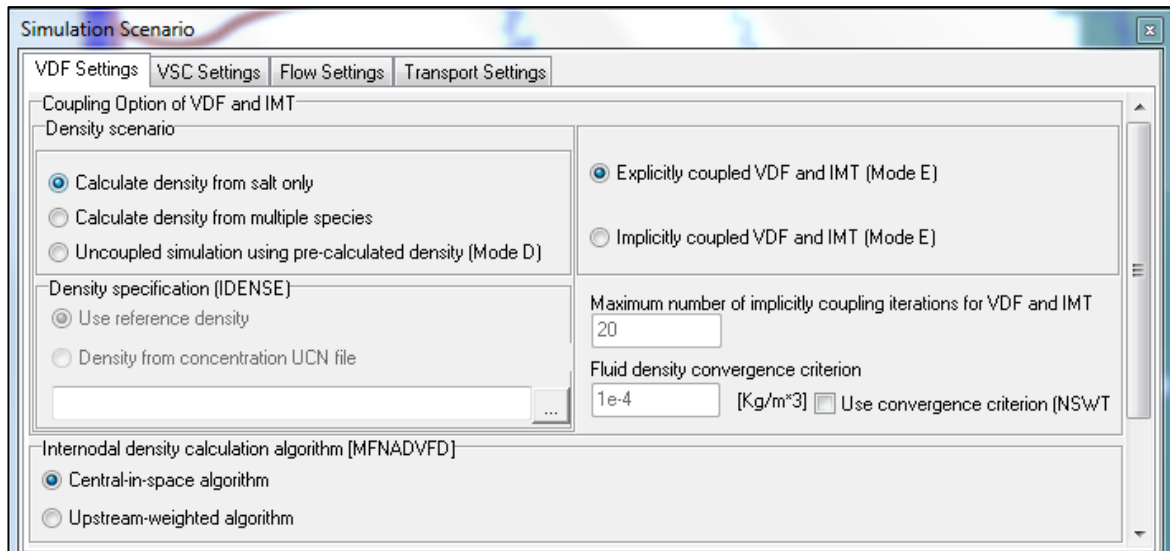 Simulation Scenario
VDF Settings VSC Settings Flow Settings Transport Settings
Coupling Option of VDF and IMT
Density scenario
Calculate density from salt only
Calculate density from multiple species
Uncoupled simulation using pre-calculated density (Mode D)
Explicitly coupled VDF and IMT (Mode E)
Implicitly coupled VDF and IMT (Mode E)
Density specification (IDENSE)
Use reference density
Density from concentration UCN file
...
Maximum number of implicitly coupling iterations for VDF and IMT
20
Fluid density convergence criterion
1e-4 [Kg/m*3] Use convergence criterion (NSWT
Internodal density calculation algorithm [MFNADVFD]
Central-in-space algorithm
Upstream-weighted algorithm